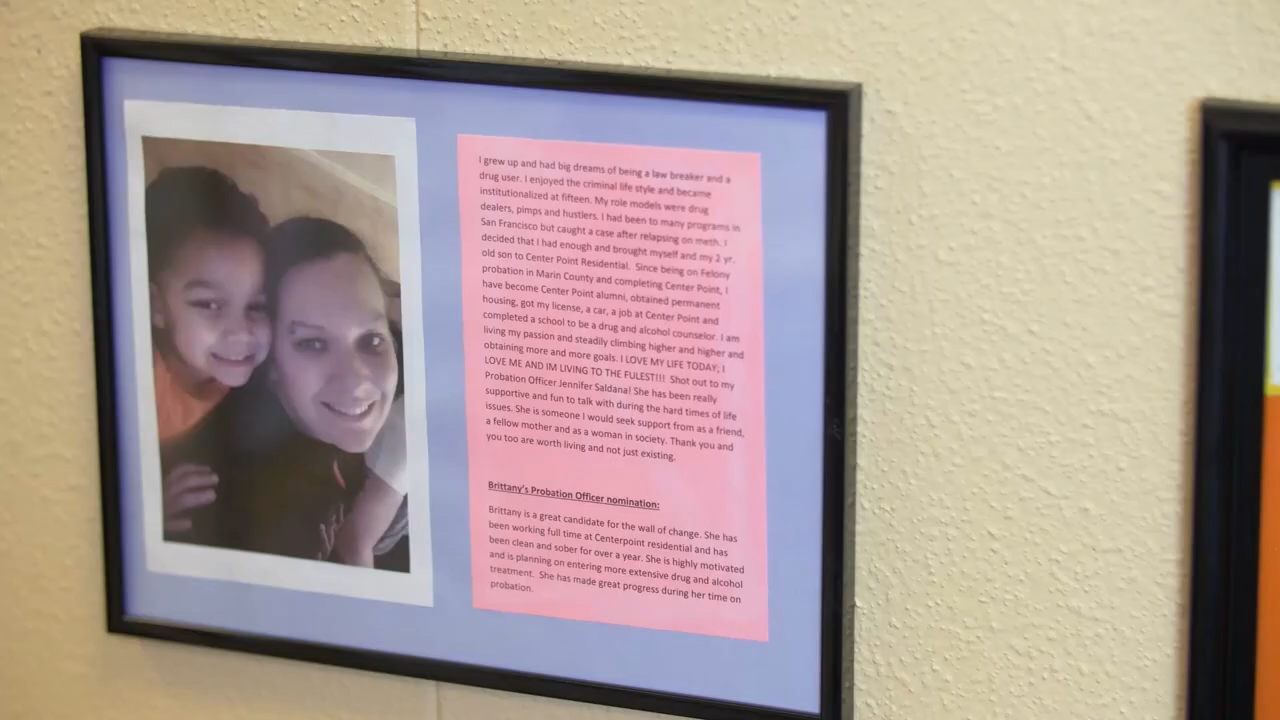 I grew up and had big dreams of being a law breaker and a
drug user. I enjoyed the criminal life style and became
institutionalized at fifteen. My role models were drug
dealers, pimps and hustlers. I had been to many programs in
San Francisco but caught a case after relapsing on meth. I
decided that I had enough and brought myself and my 2 yr.
old son to Center Point Residential. Since being on Felony
probation in Marin County and completing Center Point, I
have become Center Point alumni, obtained permanent
housing, got my license, a car, a job at Center Point and
completed a school to be a drug and alcohol counselor. I am
living my passion and steadily climbing higher and higher and
obtaining more and more goals. I LOVE MY LIFE TODAY; I
LOVE ME AND IM LIVING TO THE FULEST!!! Shot out to my
Probation Officer Jennifer Saldana! She has been really
supportive and fun to talk with during the hard times of life
issues. She is someone I would seek support from as a friend,
a fellow mother and as a woman in society. Thank you and
you too are worth living and not just existing.
Brittany's Probation Officer nomination:
Brittany is a great candidate for the wall of change. She has
been working full time at Centerpoint residential and has
been clean and sober for over a year. She is highly motivated
and is planning on entering more extensive drug and alcohol
treatment. She has made great progress during her time on
probation.